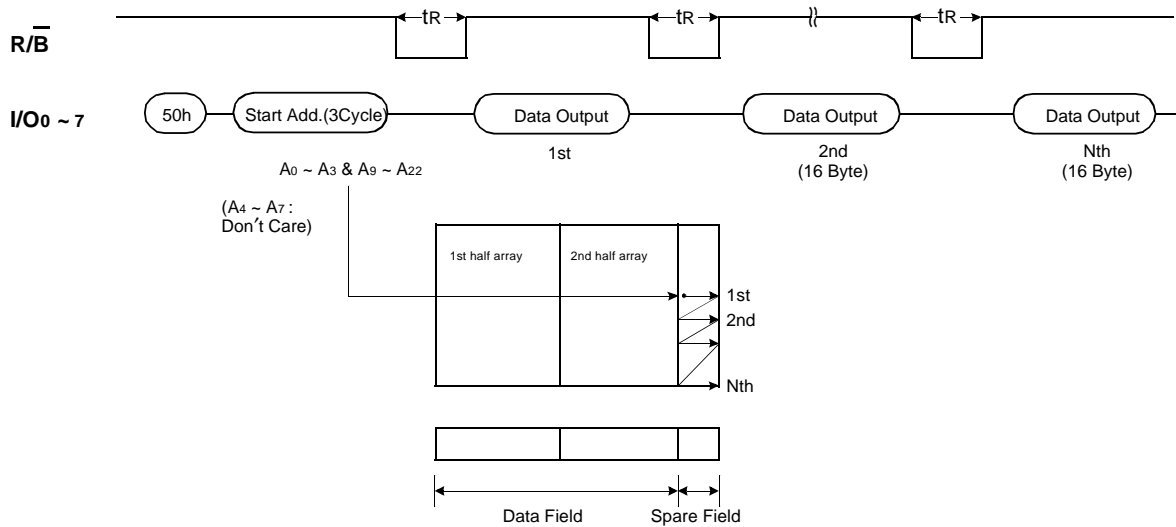 R/B
tR
tR
tR
I/O0 ~ 7
50h
Start Add.(3Cycle)
Data Output
Data Output
Data Output
1st
2nd
(16 Byte)
Nth
(16 Byte)
A0 ~ A3 & A9 ~ A22
(A4 ~ A7 :
Don′t Care)
1st half array
2nd half array
1st
2nd
Nth
Data Field
Spare Field